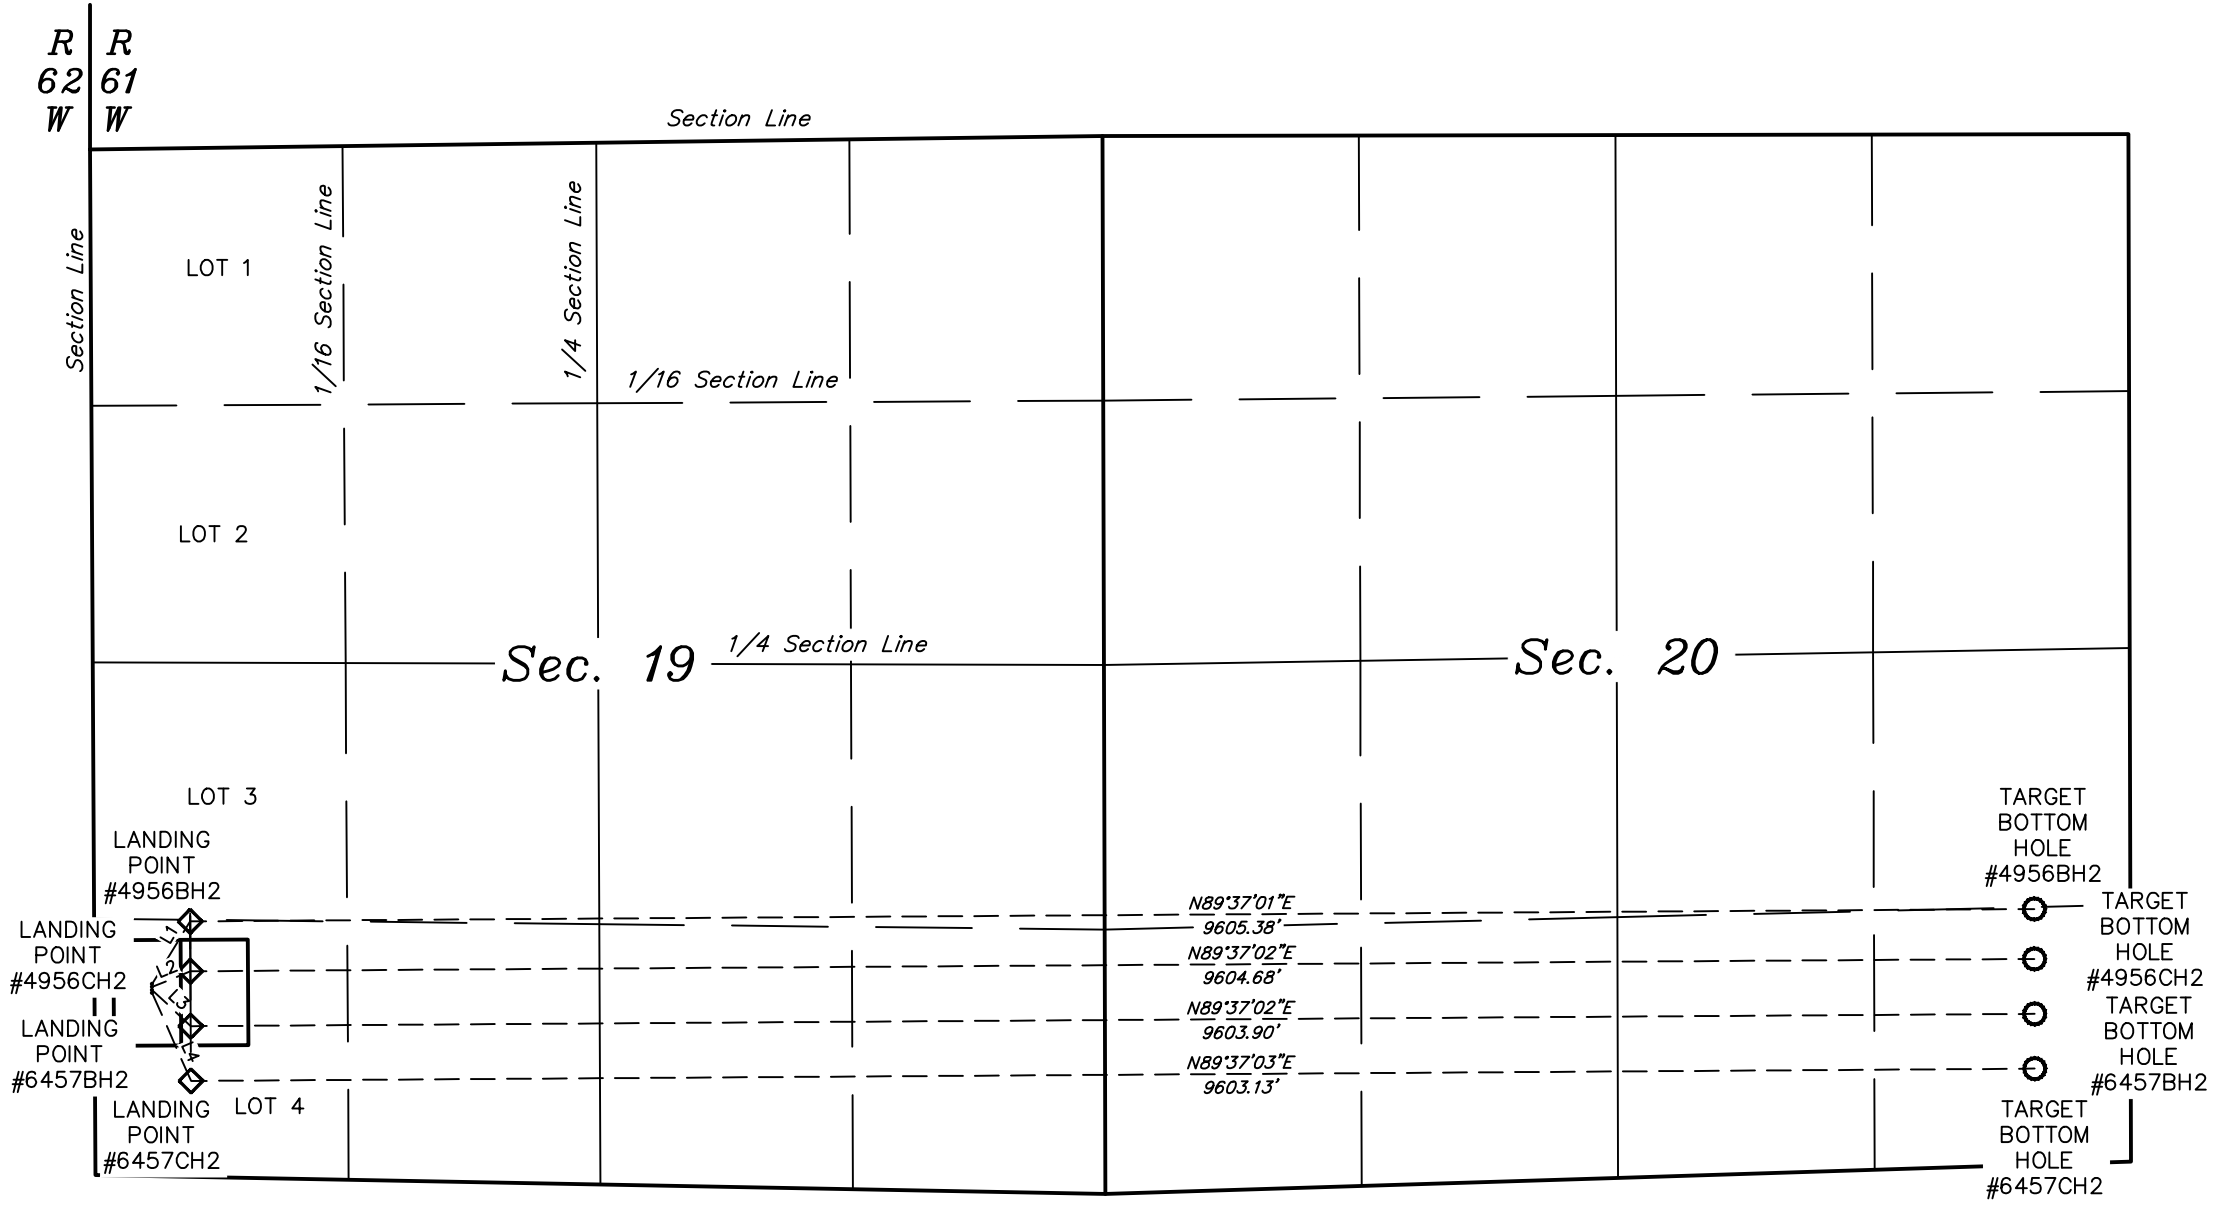 R R
62 61
W W
Section Line
Section Line
1/16 Section Line
1/4 Section Line
LOT 1
1/16 Section Line
LOT 2
Sec. 19
1/4 Section Line
Sec. 20
LOT 3
LANDING
POINT
#4956BH2
LANDING
POINT
#4956CH2
LANDING
POINT
#6457BH2
LANDING
POINT
#6457CH2
LOT 4
L1
L2
L3
L4
N89°37'01"E
9605.38'
N89°37'02"E
9604.68'
N89°37'02"E
9603.90'
N89°37'03"E
9603.13'
TARGET
BOTTOM
HOLE
#4956BH2
TARGET
BOTTOM
HOLE
#4956CH2
TARGET
BOTTOM
HOLE
#6457BH2
TARGET
BOTTOM
HOLE
#6457CH2